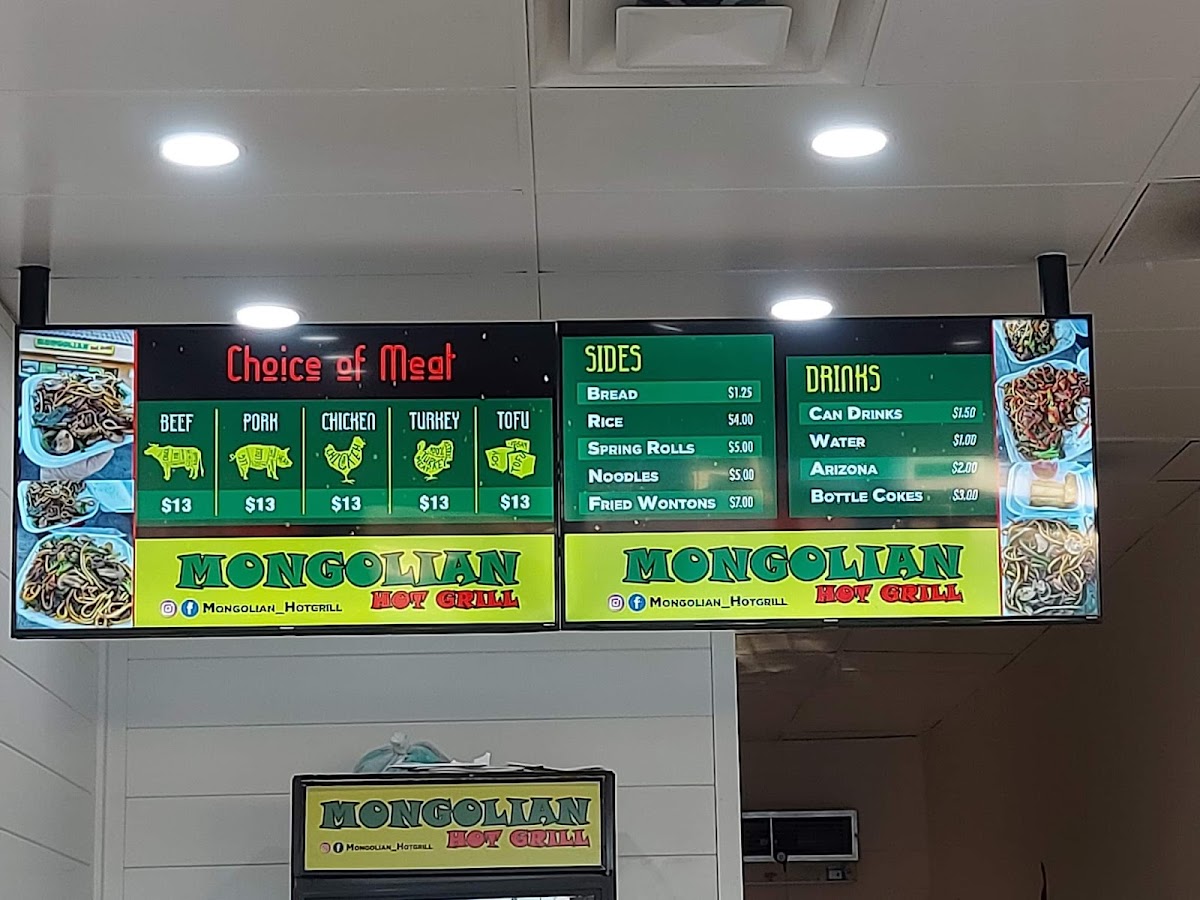 Choice of Meat
BEEF PORK CHICKEN TURKEY TOFU
$13 $13 $13 $13 $13
MONGOLIAN
HOT GRILL
Mongolian_Hotgrill
SIDES
Bread $1.25
Rice $4.00
Spring Rolls $5.00
Noodles $5.00
Fried Wontons $7.00
DRINKS
Can Drinks $1.50
Water $1.00
Arizona $2.00
Bottle Cokes $3.00
MONGOLIAN
HOT GRILL
Mongolian_Hotgrill
MONGOLIAN
HOT GRILL
Mongolian_Hotgrill